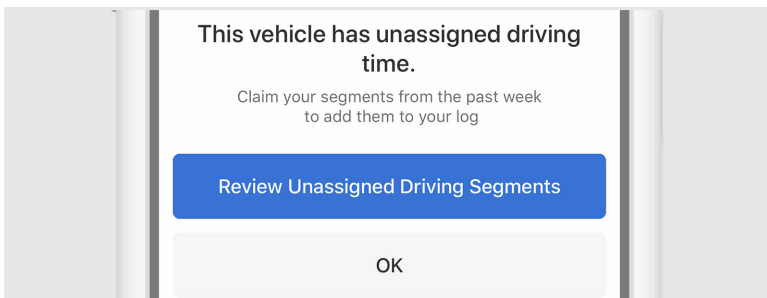 This vehicle has unassigned driving
time.
Claim your segments from the past week
to add them to your log
Review Unassigned Driving Segments
OK